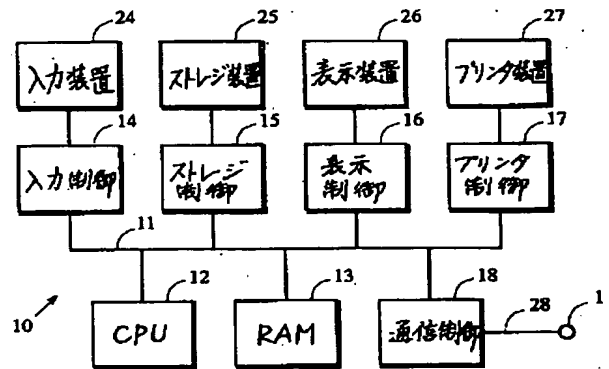 24
25
26
27
入力装置
ストレジ装置
表示装置
プリンタ装置
14
15
16
17
入力制御
ストレジ
制御
表示
制御
プリンタ
制御
11
12
13
18
1
10
CPU
RAM
通信制御
28